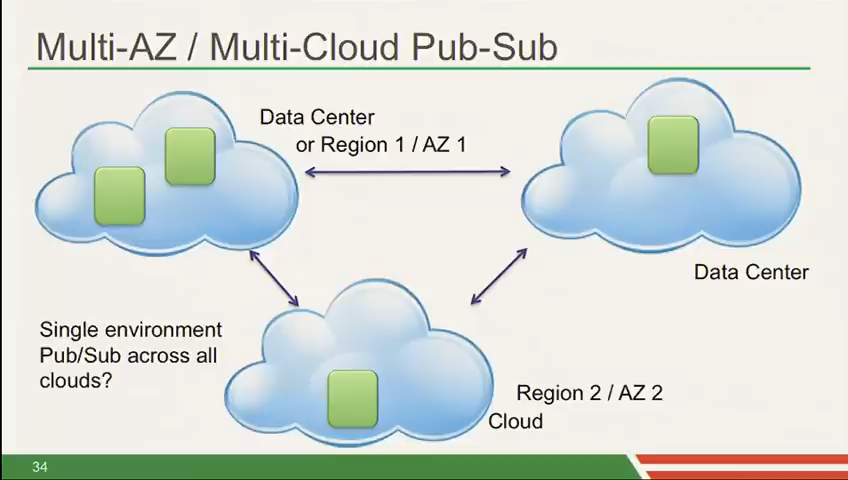 Multi-AZ / Multi-Cloud Pub-Sub
Data Center
or Region 1 / AZ 1
Data Center
Single environment
Pub/Sub across all
clouds?
Region 2 / AZ 2
Cloud
34